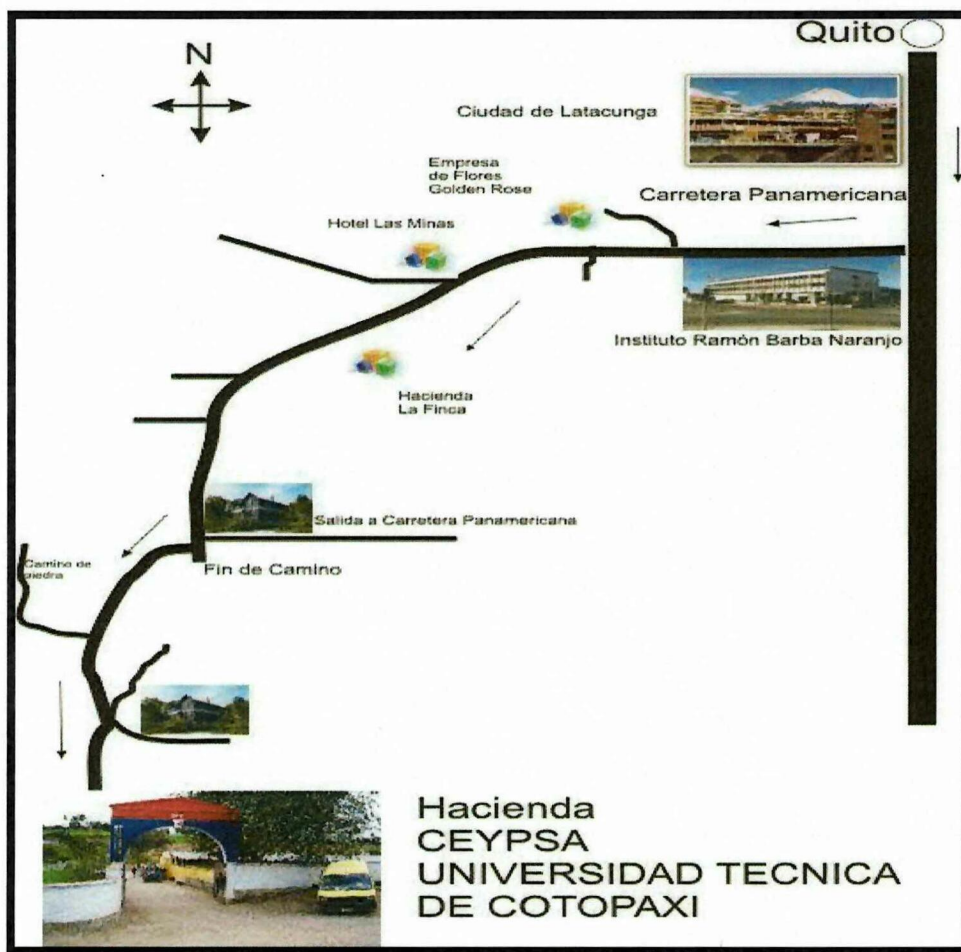 Quito
N
Ciudad de Latacunga
Empresa
de Flores
Golden Rose
Carretera Panamericana
Hotel Las Minas
Instituto Ramón Barba Naranjo
Hacienda
La Finca
Salida a Carretera Panamericana
Camino de
piedra
Fin de Camino
Hacienda
CEYPSA
UNIVERSIDAD TECNICA
DE COTOPAXI